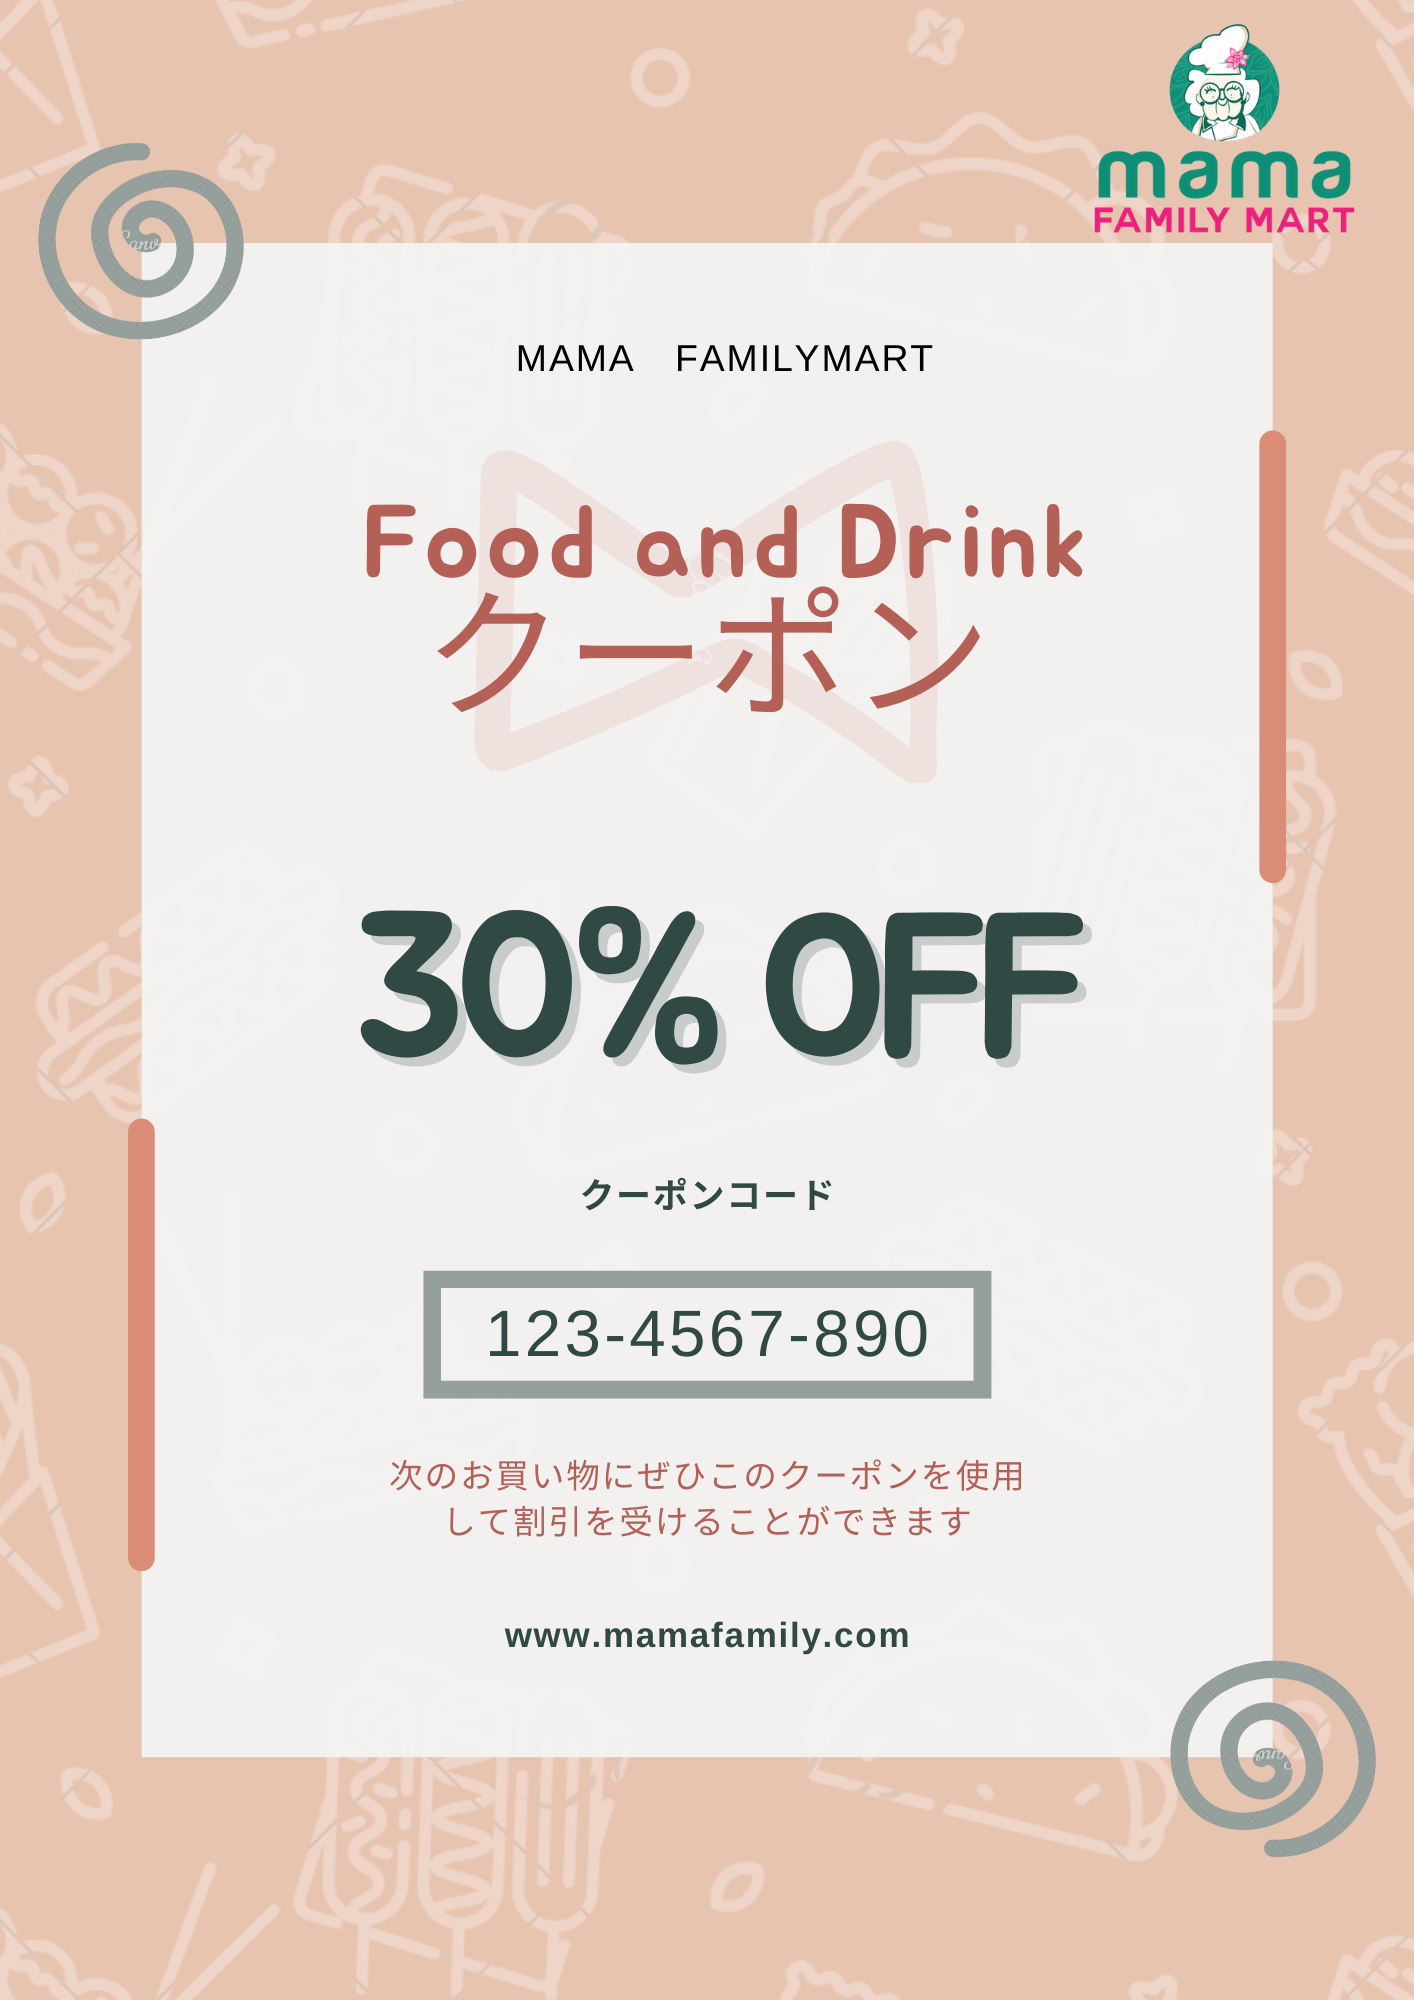 mama
FAMILY MART
MAMA FAMILYMART
Food and Drink
クーポン
30% OFF
クーポンコード
123-4567-890
次のお買い物にぜひこのクーポンを使用
して割引を受けることができます
www.mamafamily.com